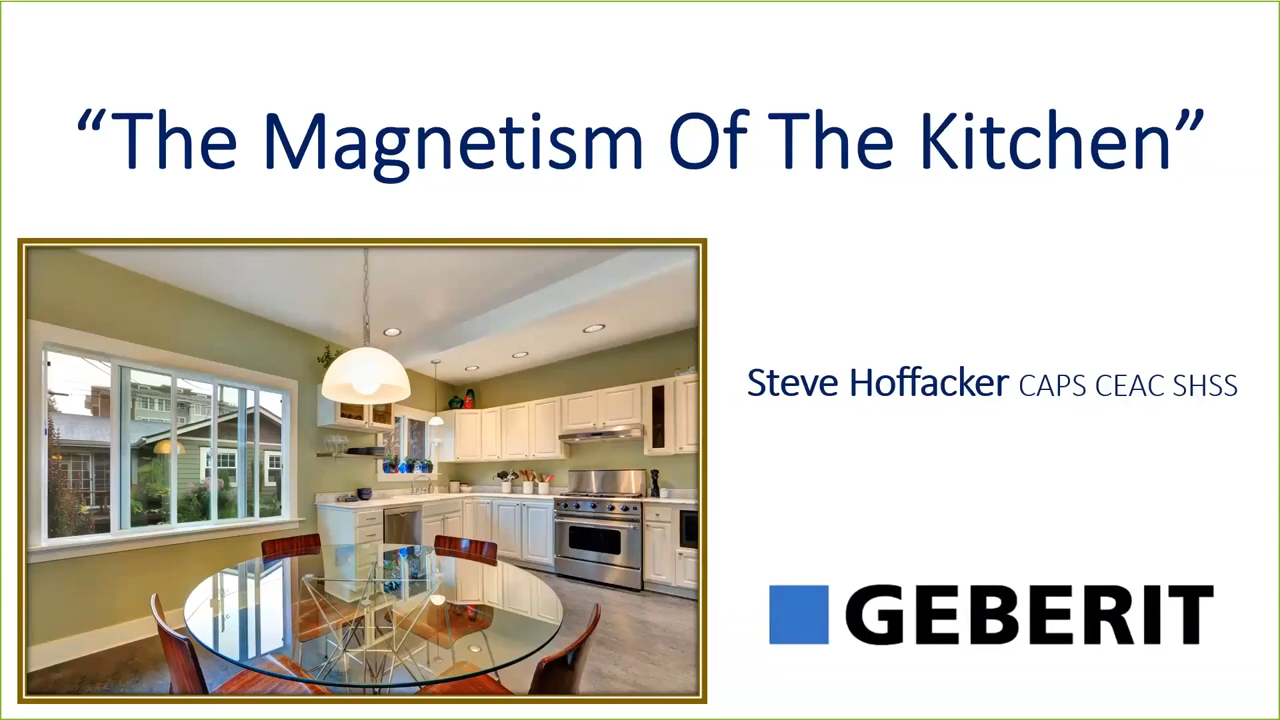 “The Magnetism Of The Kitchen”
Steve Hoffacker CAPS CEAC SHSS
GEBERIT